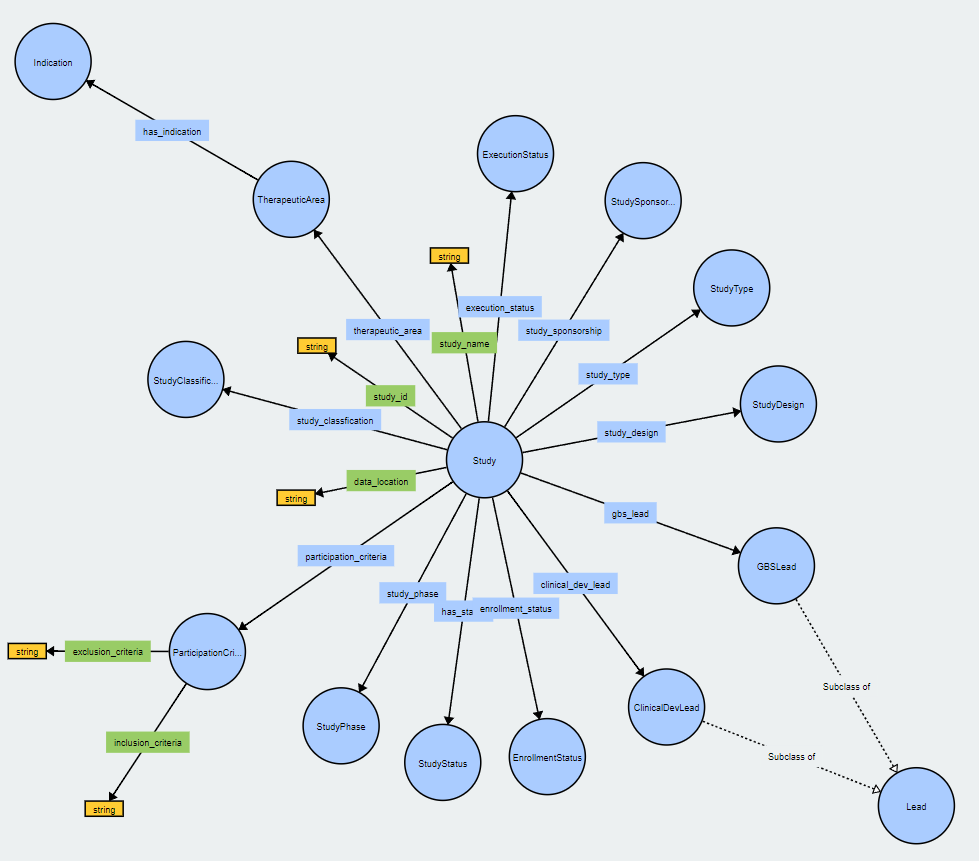 Indication
has_indication
ExecutionStatus
TherapeuticArea
StudySponsor...
string
StudyType
execution_status
therapeutic_area
study_sponsorship
study_name
string
StudyClassific...
study_type
study_id
StudyDesign
study_classfication
study_design
Study
data_location
string
gbs_lead
participation_criteria
GBSLead
clinical_dev_lead
study_phase
has_sta
enrollment_status
string
exclusion_criteria
ParticipationCri...
Subclass of
ClinicalDevLead
StudyPhase
inclusion_criteria
Subclass of
EnrollmentStatus
StudyStatus
string
Lead